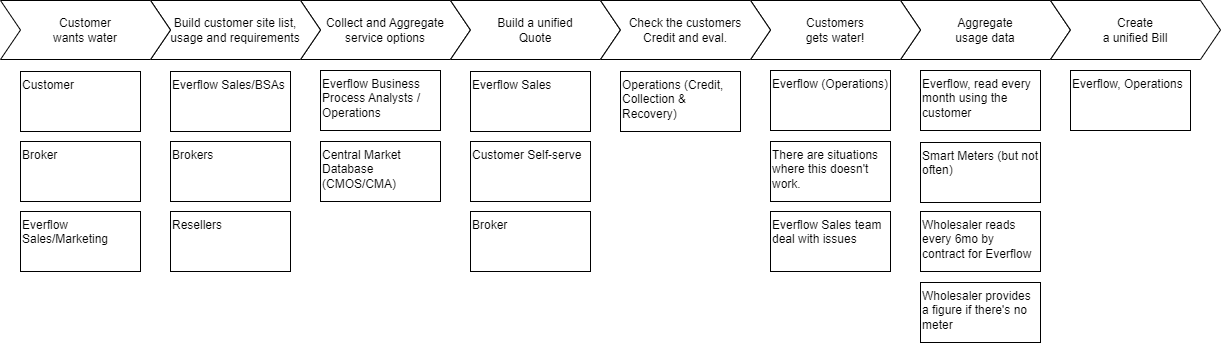 Customer
wants water
Build customer site list,
usage and requirements
Collect and Aggregate
service options
Build a unified
Quote
Check the customers
Credit and eval.
Customers
gets water!
Aggregate
usage data
Create
a unified Bill
Customer
Broker
Everflow
Sales/Marketing
Everflow Sales/BSAs
Brokers
Resellers
Everflow Business
Process Analysts /
Operations
Central Market
Database
(CMOS/CMA)
Everflow Sales
Customer Self-serve
Broker
Operations (Credit,
Collection &
Recovery)
Everflow (Operations)
There are situations
where this doesn't
work.
Everflow Sales team
deal with issues
Everflow, read every
month using the
customer
Smart Meters (but not
often)
Wholesaler reads
every 6mo by
contract for Everflow
Wholesaler provides
a figure if there's no
meter
Everflow, Operations